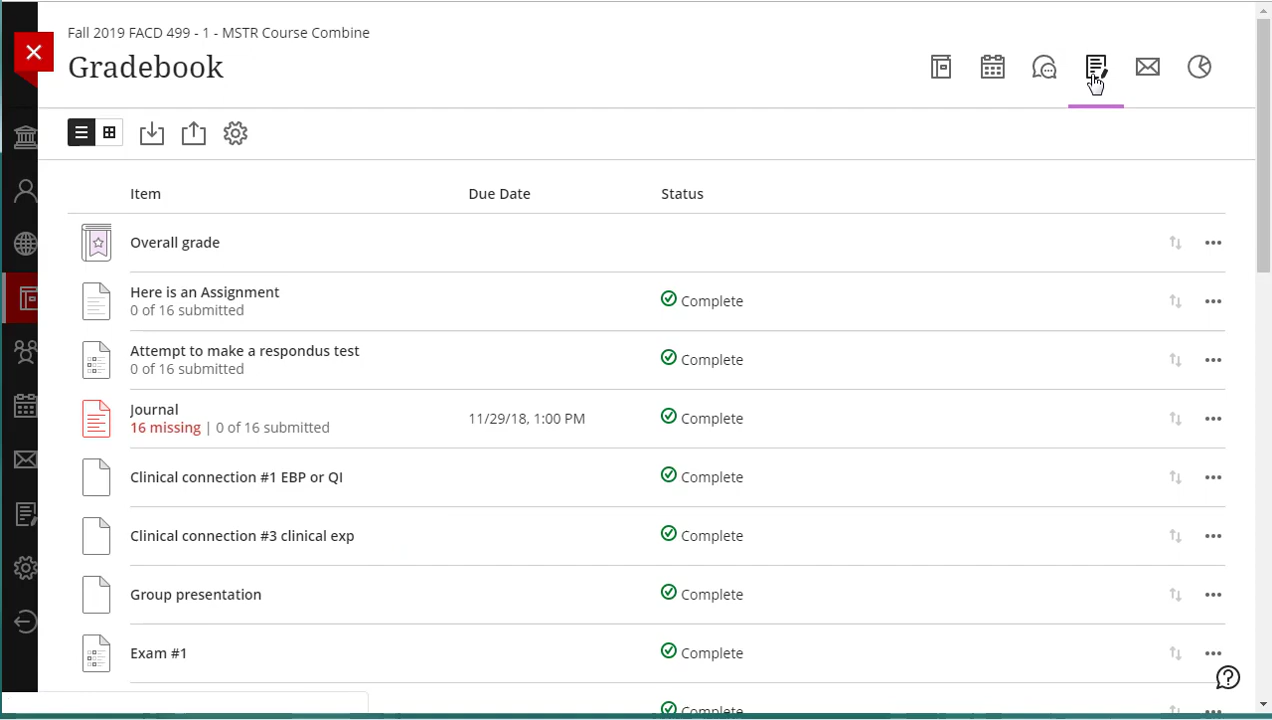 Fall 2019 FACD 499 - 1 - MSTR Course Combine
Gradebook
Item Due Date Status
Overall grade
Here is an Assignment
0 of 16 submitted
Complete
Attempt to make a respondus test
0 of 16 submitted
Complete
Journal
16 missing | 0 of 16 submitted
11/29/18, 1:00 PM
Complete
Clinical connection #1 EBP or QI Complete
Clinical connection #3 clinical exp Complete
Group presentation Complete
Exam #1 Complete
Complete